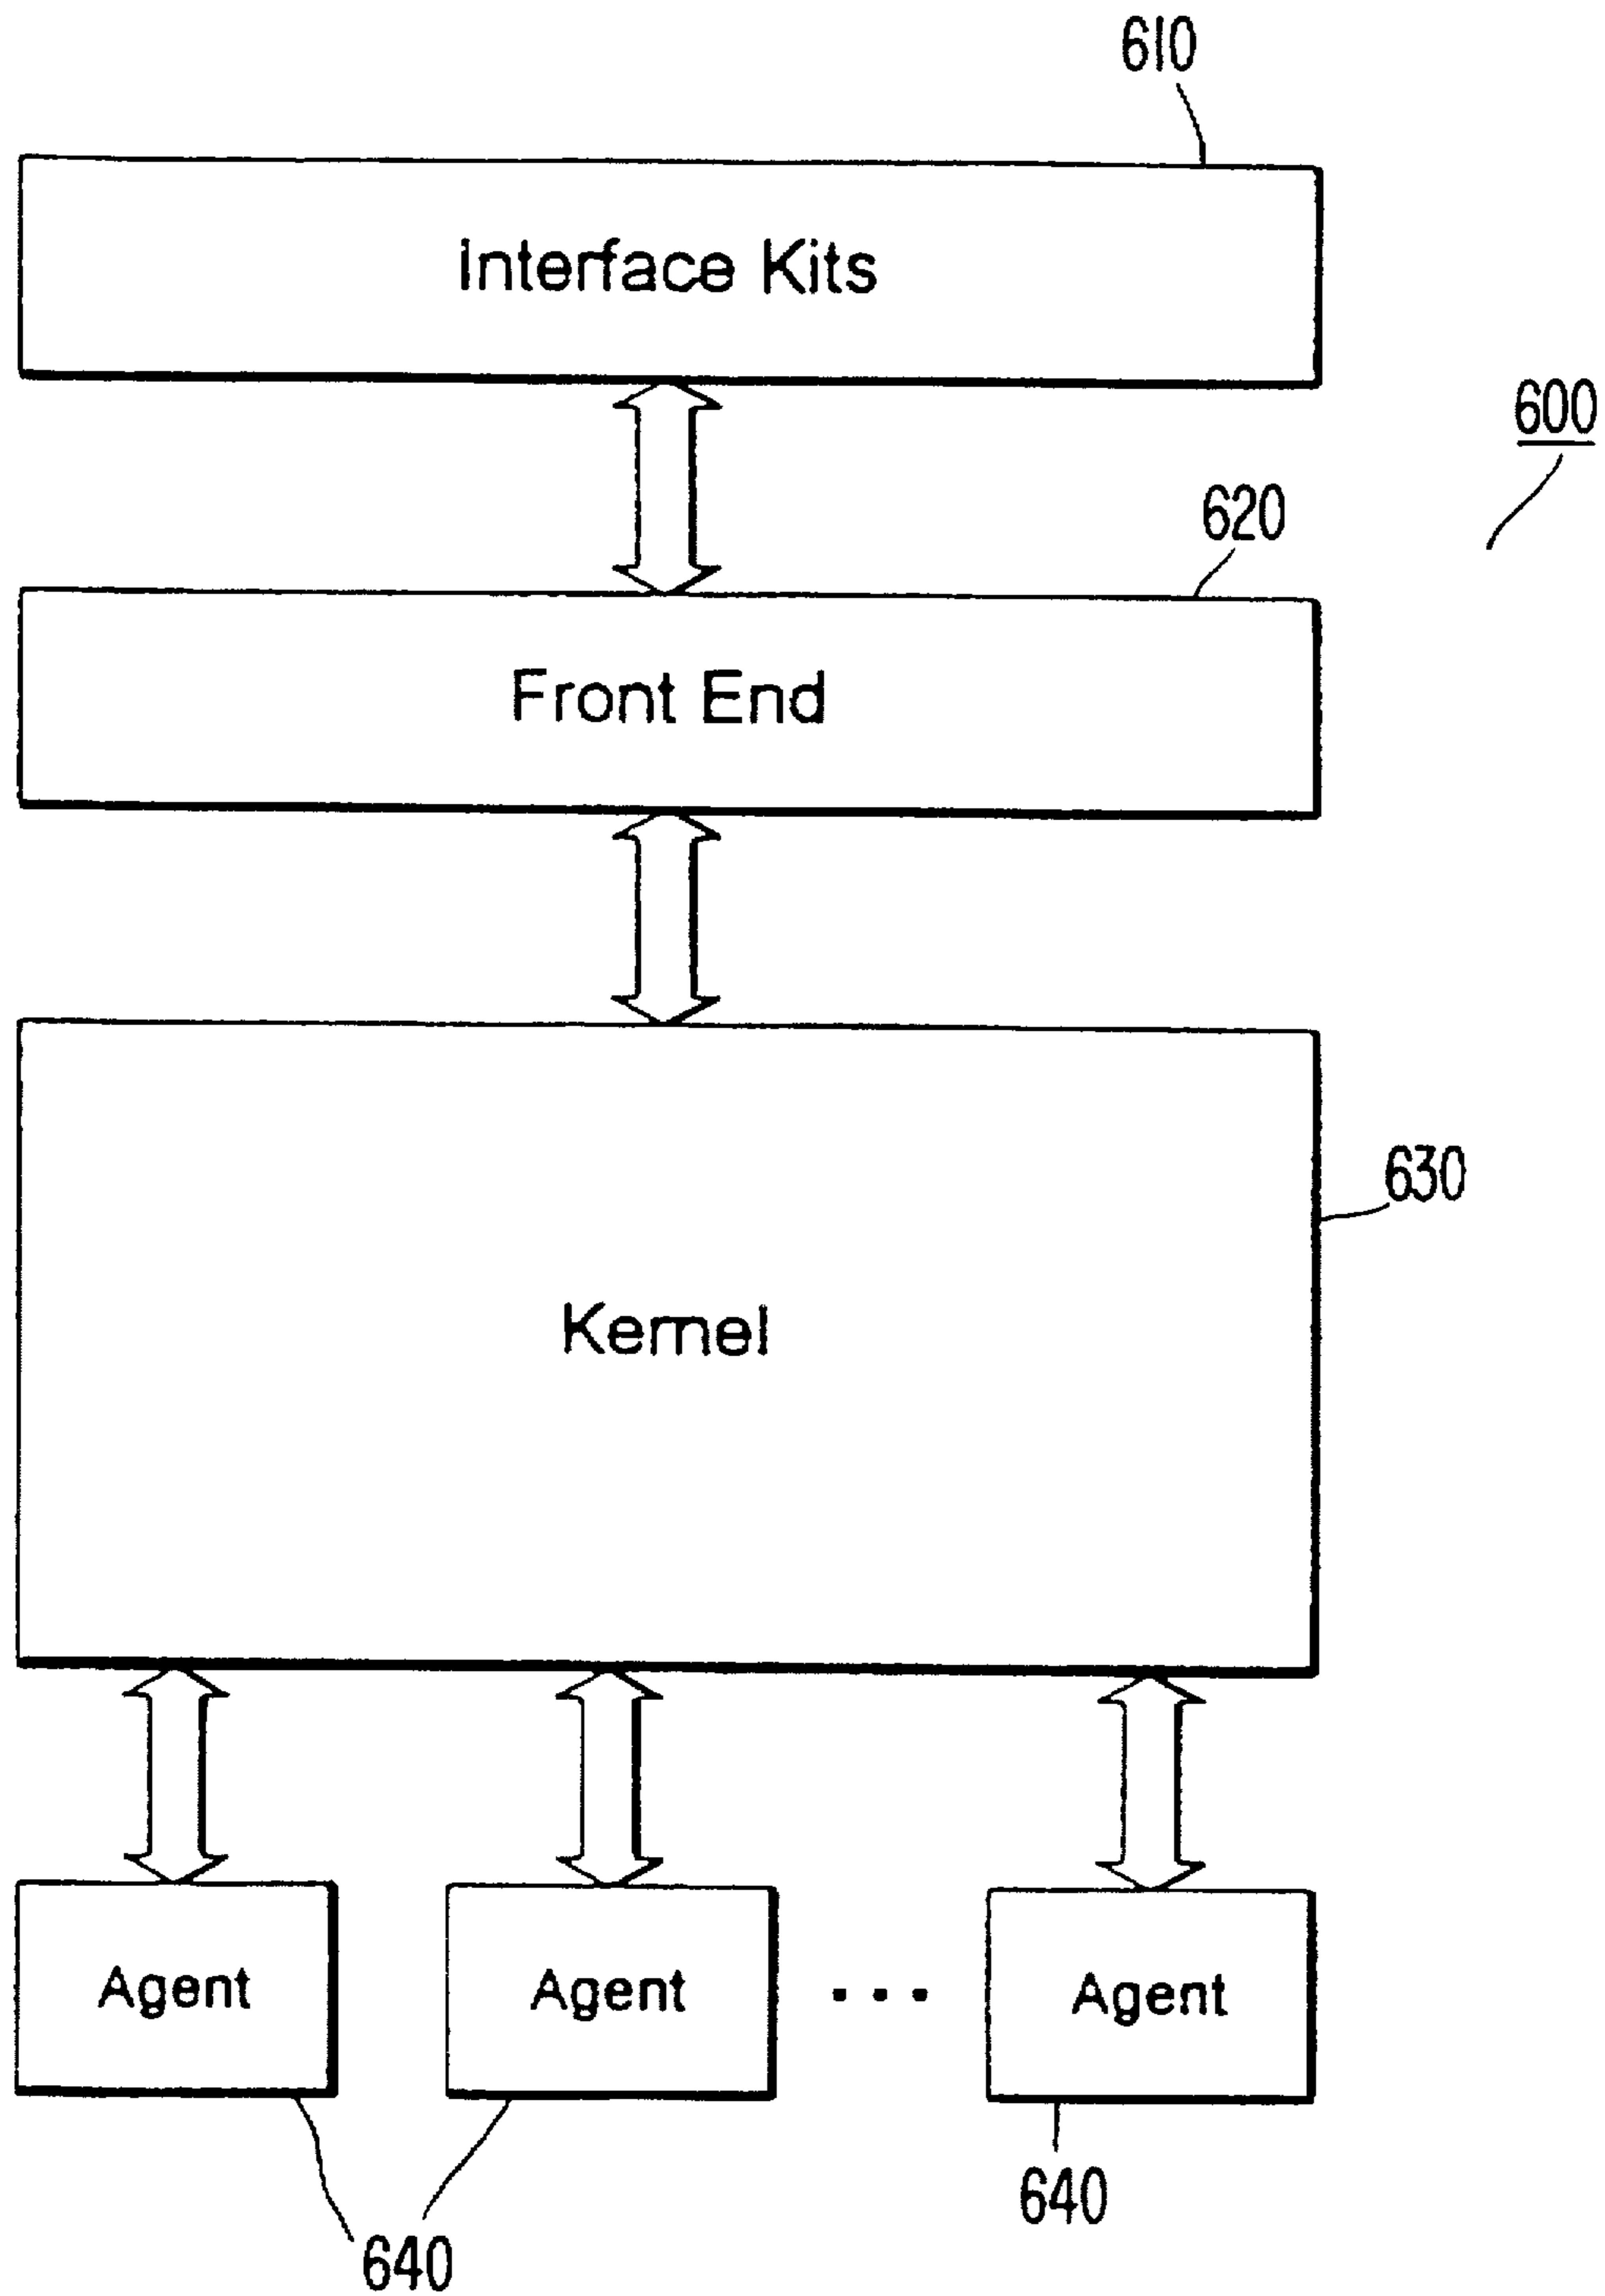 610
Interface Kits
600
620
Front End
630
Kernel
Agent Agent ... Agent
640
640